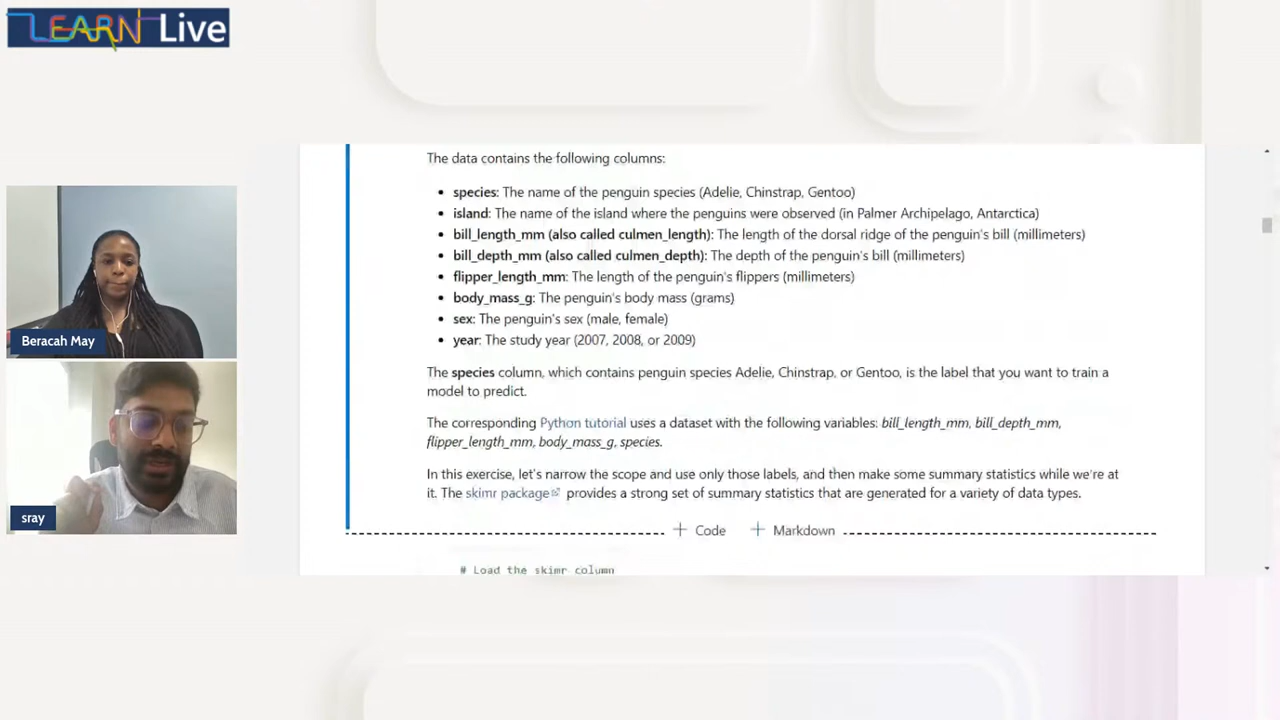 LEARN Live
The data contains the following columns:
• species: The name of the penguin species (Adelie, Chinstrap, Gentoo)
• island: The name of the island where the penguins were observed (in Palmer Archipelago, Antarctica)
• bill_length_mm (also called culmen_length): The length of the dorsal ridge of the penguin's bill (millimeters)
• bill_depth_mm (also called culmen_depth): The depth of the penguin's bill (millimeters)
• flipper_length_mm: The length of the penguin's flippers (millimeters)
• body_mass_g: The penguin's body mass (grams)
• sex: The penguin's sex (male, female)
• year: The study year (2007, 2008, or 2009)
The species column, which contains penguin species Adelie, Chinstrap, or Gentoo, is the label that you want to train a
model to predict.
The corresponding Python tutorial uses a dataset with the following variables: bill_length_mm, bill_depth_mm,
flipper_length_mm, body_mass_g, species.
In this exercise, let's narrow the scope and use only those labels, and then make some summary statistics while we're at
it. The skimr package provides a strong set of summary statistics that are generated for a variety of data types.
+ Code + Markdown
# Load the skimr column
Beracah May
sray